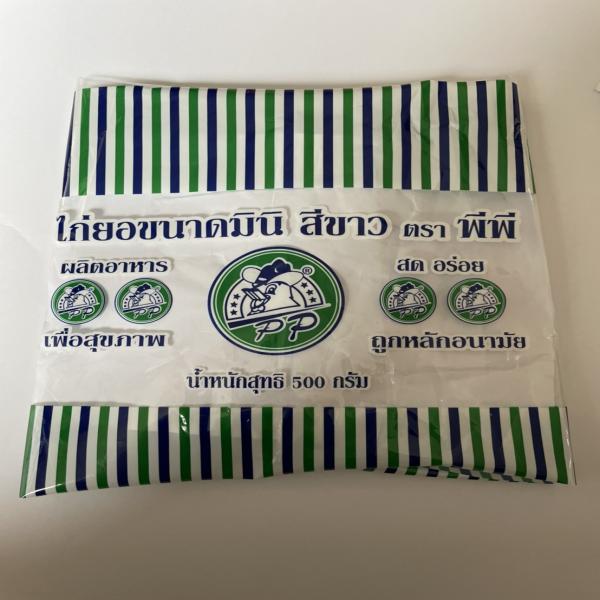 ไก่ยอขนาดมินิ สีขาว ตรา พีพี
ผลิตอาหาร
เพื่อสุขภาพ
®
PP
สด อร่อย
ถูกหลักอนามัย
น้ำหนักสุทธิ 500 กรัม